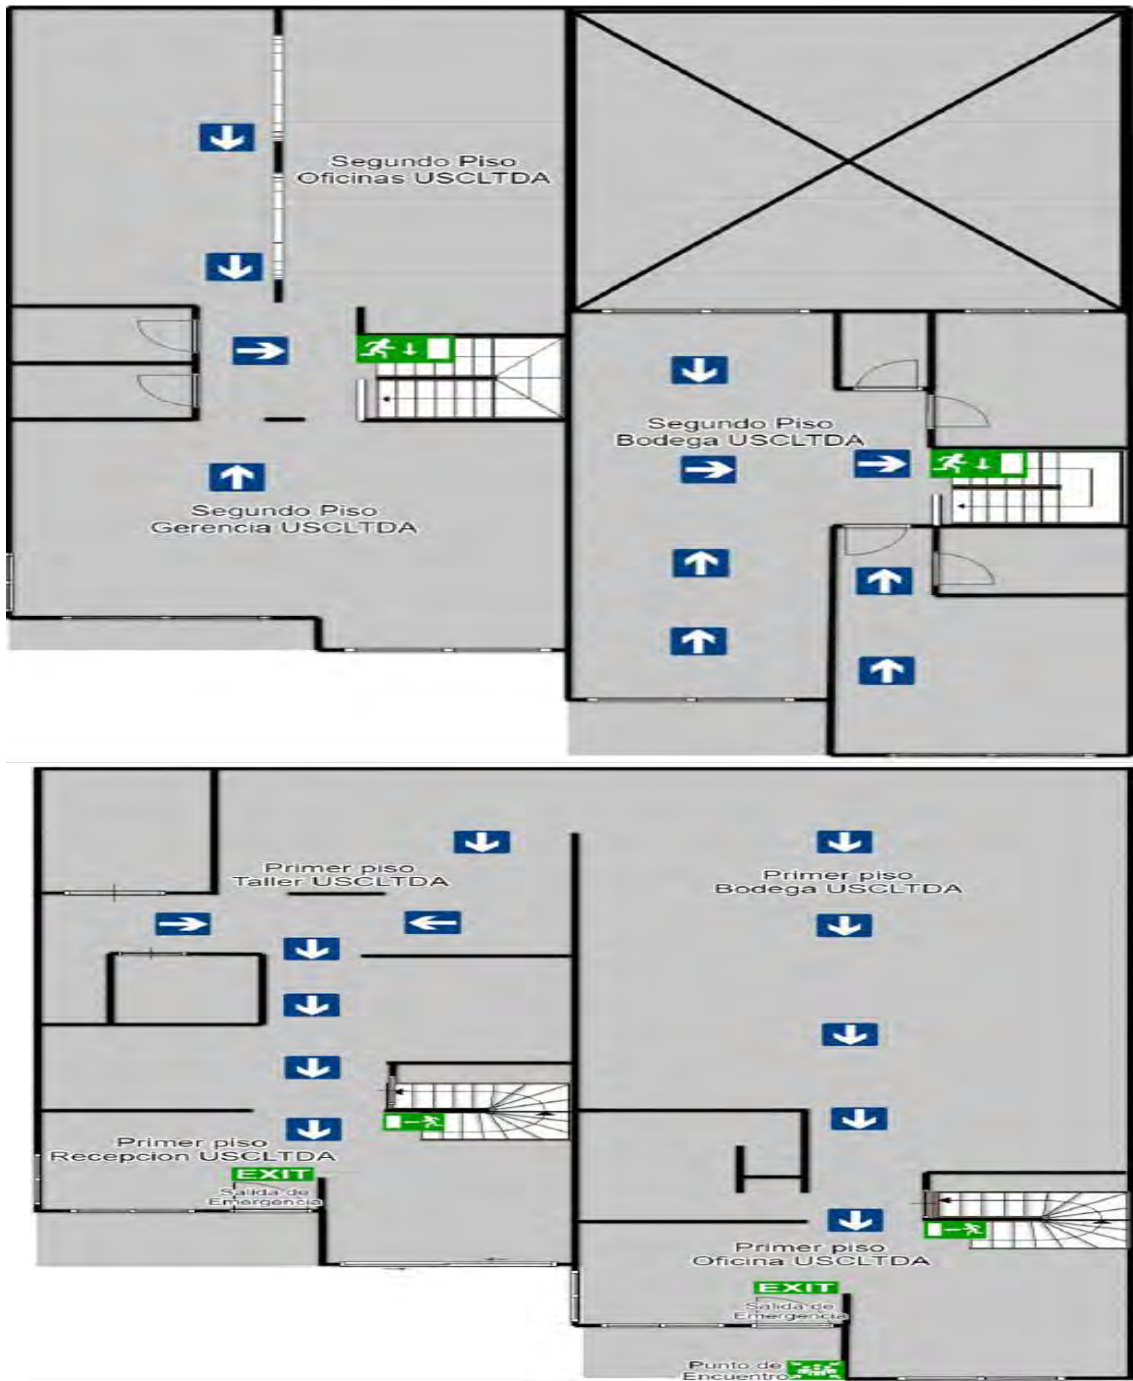 Segundo Piso
Oficinas USCLTDA
Segundo Piso
Bodega USCLTDA
Segundo Piso
Gerencia USCLTDA
Primer piso
Taller USCLTDA
Primer piso
Bodega USCLTDA
Primer piso
Recepcion USCLTDA
EXIT
Salida de
Emergencia
Primer piso
Oficina USCLTDA
EXIT
Salida de
Emergencia
Punto de
Encuentro